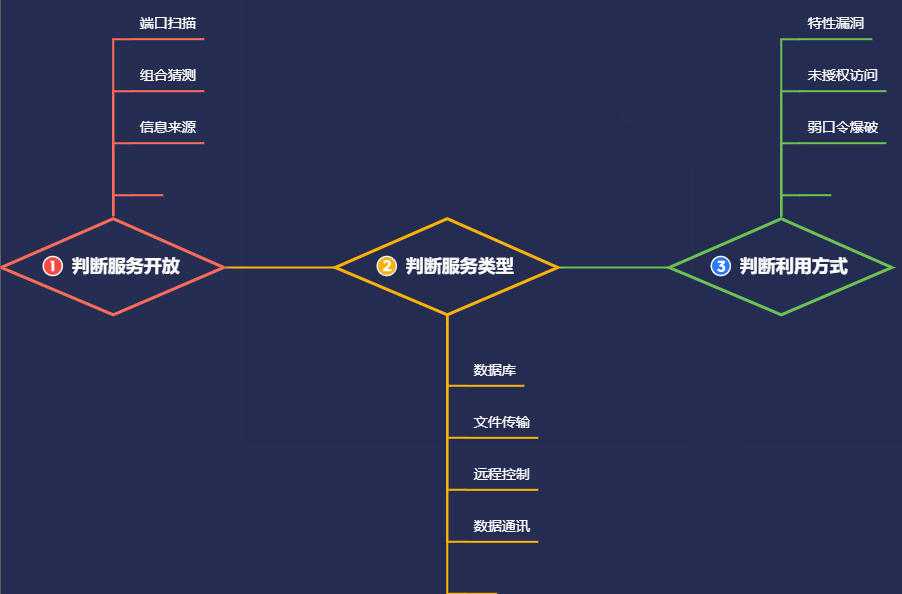 端口扫描
组合猜测
信息来源
1 判断服务开放
2 判断服务类型
数据库
文件传输
远程控制
数据通讯
特性漏洞
未授权访问
弱口令爆破
3 判断利用方式